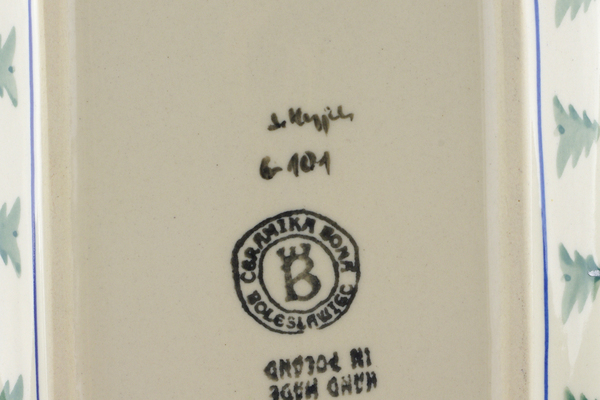 6-101
CERAMIKA BONA
BOLESŁAWIEC
B
HAND MADE
IN POLAND